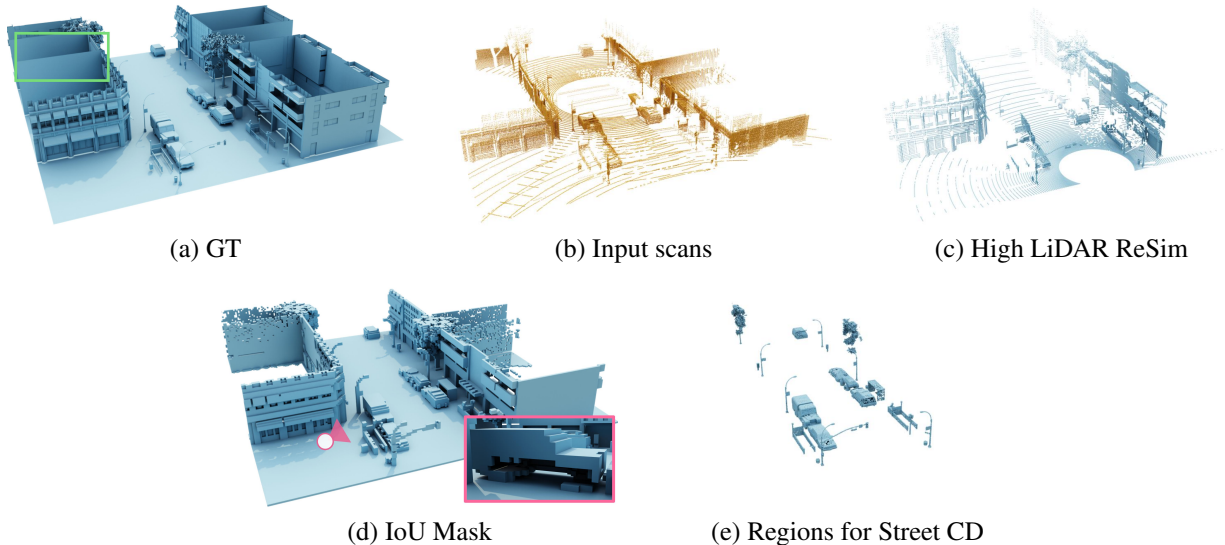 (a) GT
(b) Input scans
(c) High LiDAR ReSim
(d) IoU Mask
(e) Regions for Street CD